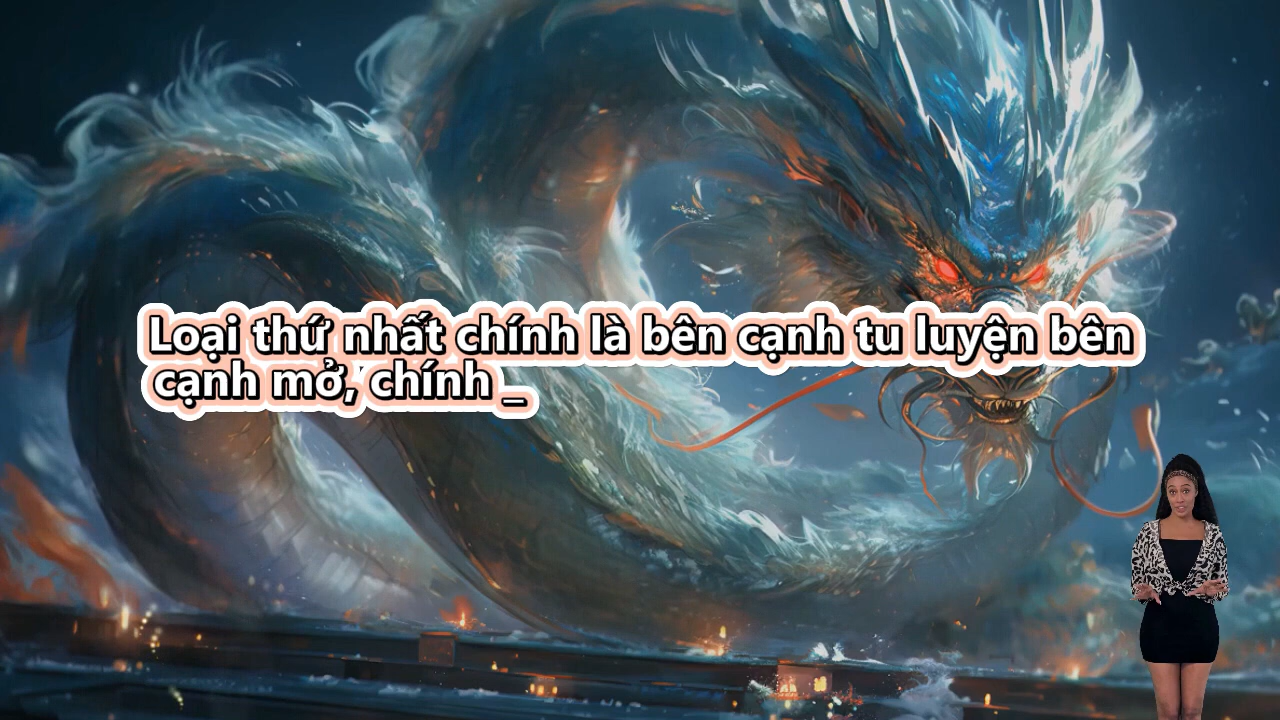 Loại thứ nhất chính là bên cạnh tu luyện bên
cạnh mở, chính _